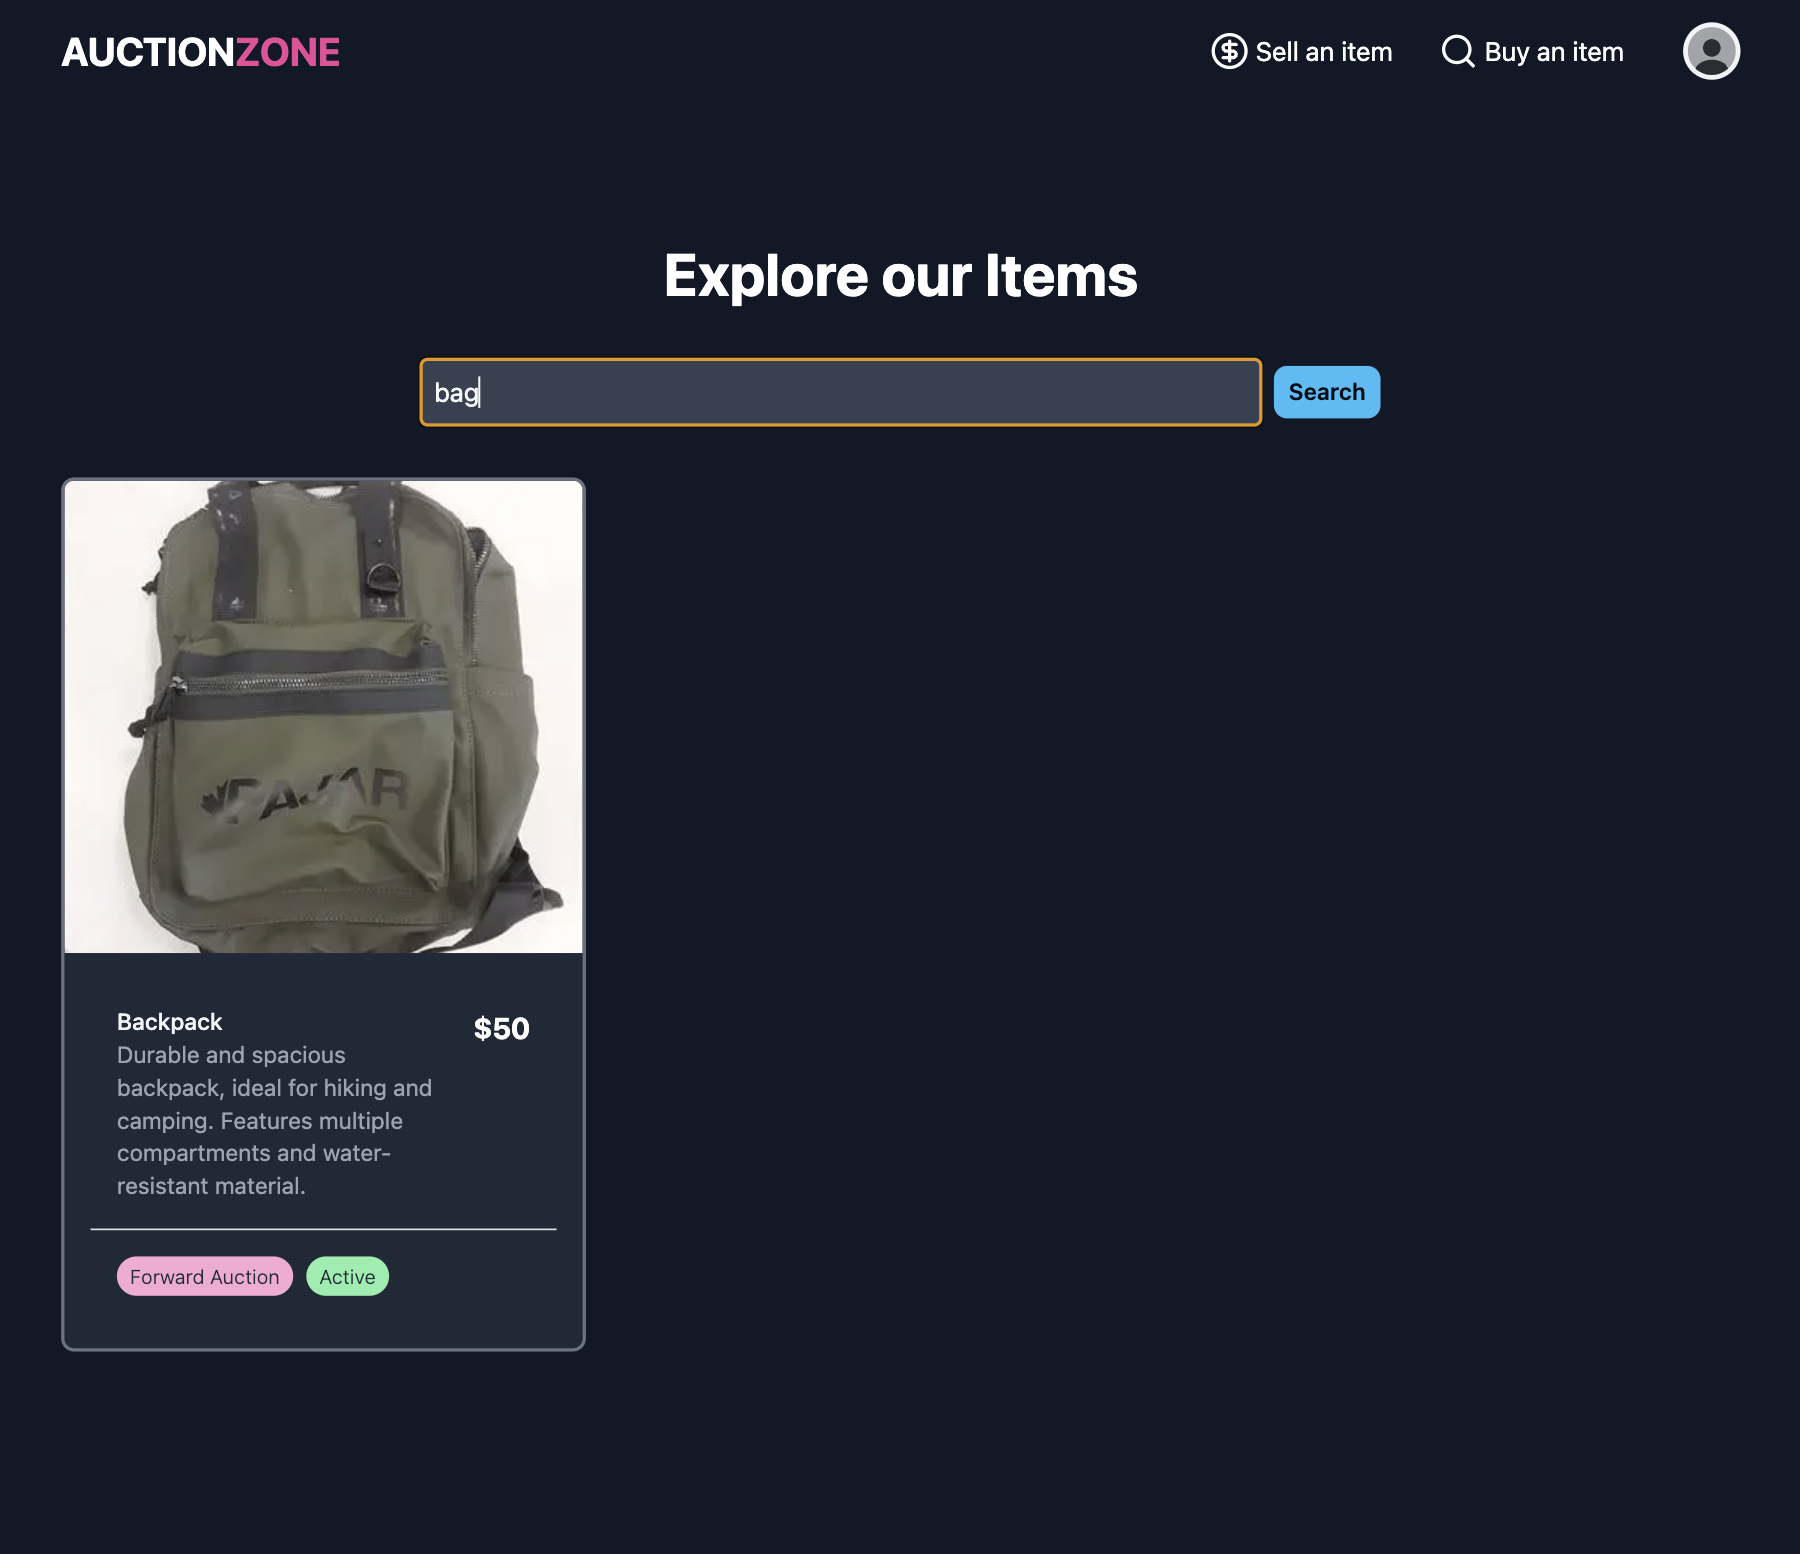 AUCTIONZONE
Sell an item
Buy an item
Explore our Items
bag
Search
PAJAR
Backpack
$50
Durable and spacious
backpack, ideal for hiking and
camping. Features multiple
compartments and water-
resistant material.
Forward Auction
Active